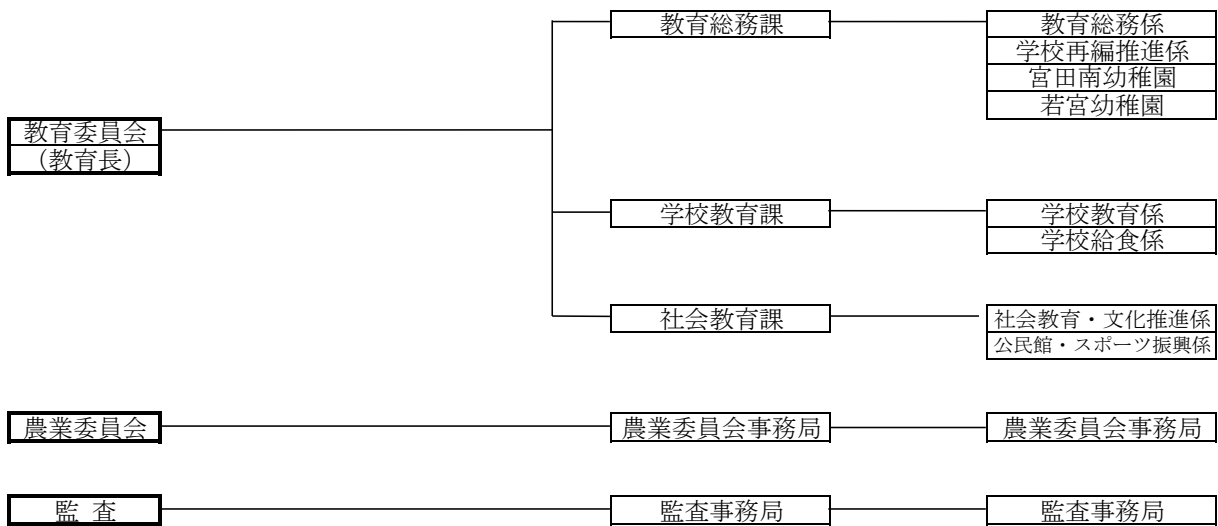 教育総務課
教育総務係
学校再編推進係
宮田南幼稚園
若宮幼稚園
教育委員会
（教育長）
学校教育課
学校教育係
学校給食係
社会教育課
社会教育・文化推進係
公民館・スポーツ振興係
農業委員会
農業委員会事務局
農業委員会事務局
監 査
監査事務局
監査事務局